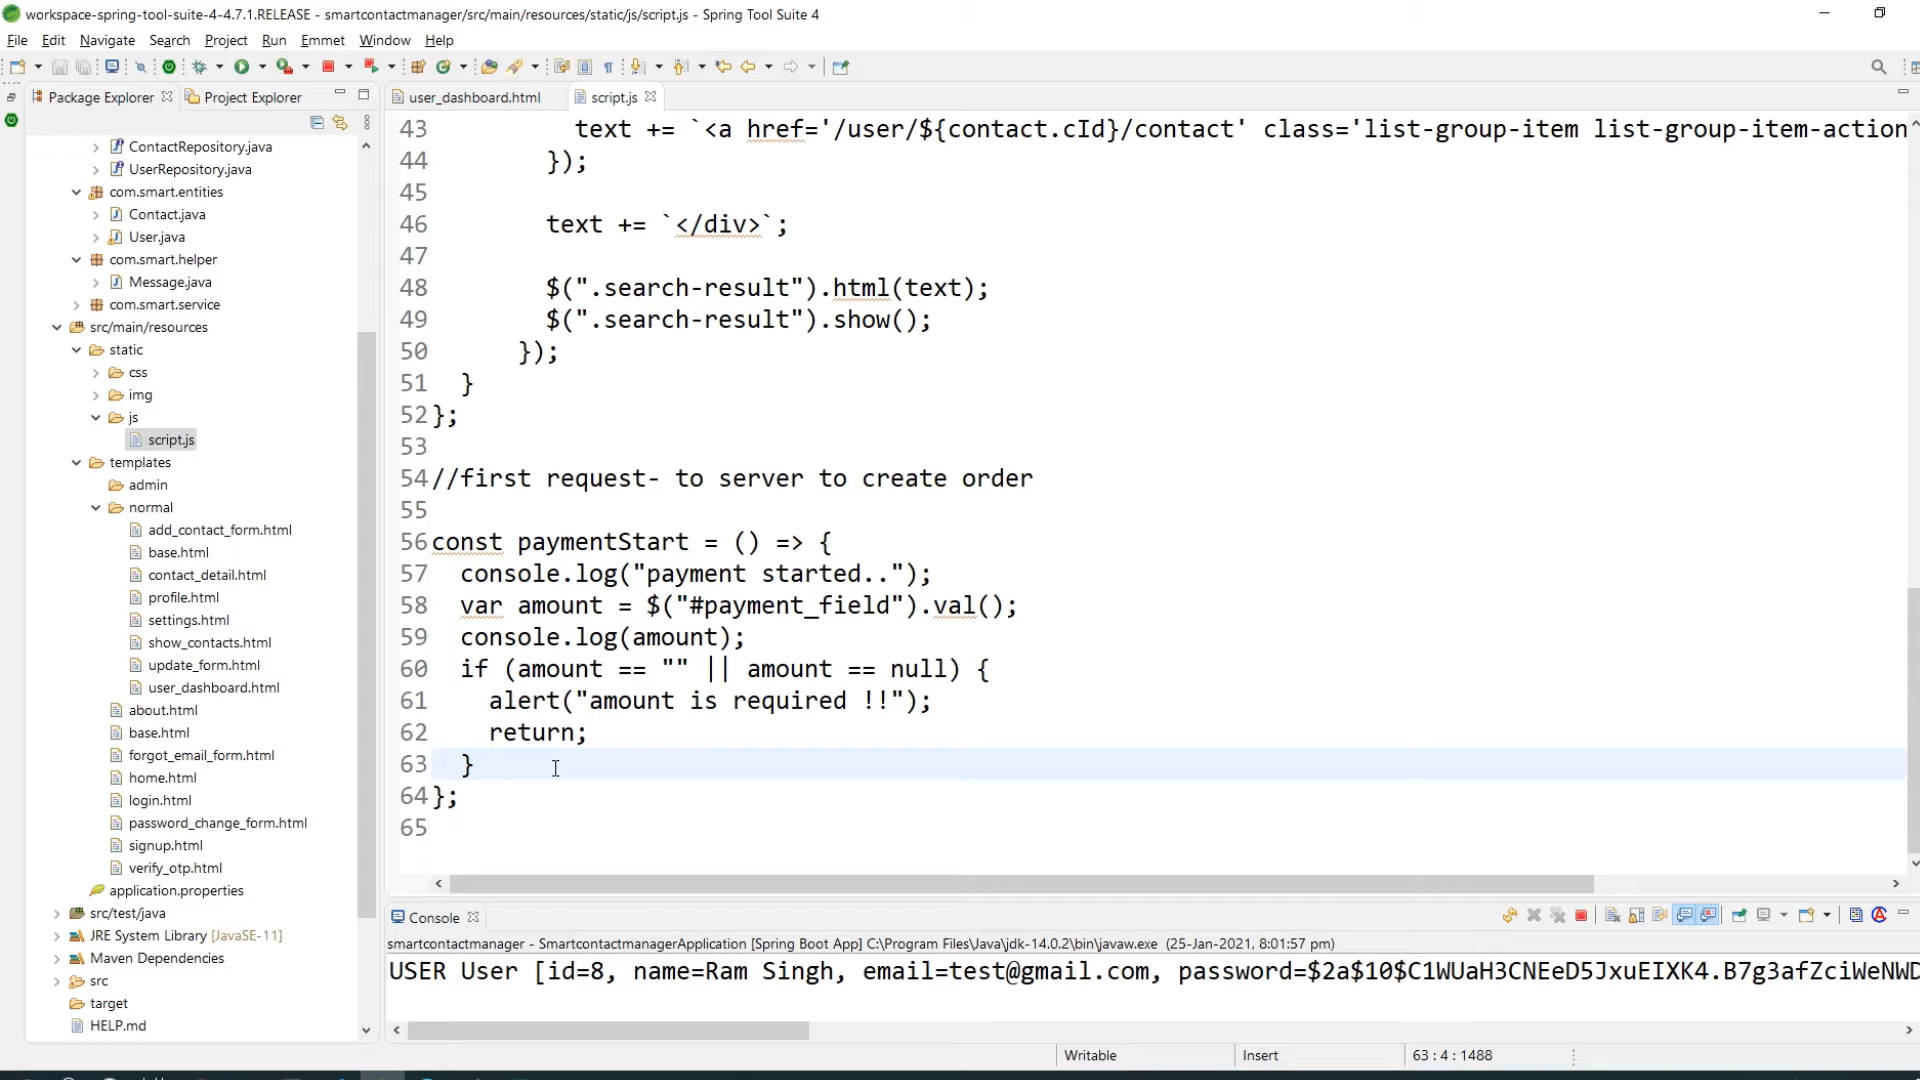 workspace-spring-tool-suite-4-4.7.1.RELEASE - smartcontactmanager/src/main/resources/static/js/script.js - Spring Tool Suite 4
File Edit Navigate Search Project Run Emmet Window Help
Package Explorer Project Explorer
ContactRepository.java
UserRepository.java
com.smart.entities
Contact.java
User.java
com.smart.helper
Message.java
com.smart.service
src/main/resources
static
css
img
js
script.js
templates
admin
normal
add_contact_form.html
base.html
contact_detail.html
profile.html
settings.html
show_contacts.html
update_form.html
user_dashboard.html
about.html
base.html
forgot_email_form.html
home.html
login.html
password_change_form.html
signup.html
verify_otp.html
application.properties
src/test/java
JRE System Library [JavaSE-11]
Maven Dependencies
src
target
HELP.md
user_dashboard.html script.js
43 text += `<a href='/user/${contact.cId}/contact' class='list-group-item list-group-item-action
44 });
45
46 text += `</div>`;
47
48 $(".search-result").html(text);
49 $(".search-result").show();
50 });
51 }
52 };
53
54 //first request- to server to create order
55
56 const paymentStart = () => {
57 console.log("payment started..");
58 var amount = $("#payment_field").val();
59 console.log(amount);
60 if (amount == "" || amount == null) {
61 alert("amount is required !!");
62 return;
63 }
64 };
65
Console
smartcontactmanager - SmartcontactmanagerApplication [Spring Boot App] C:\Program Files\Java\jdk-14.0.2\bin\javaw.exe (25-Jan-2021, 8:01:57 pm)
USER User [id=8, name=Ram Singh, email=test@gmail.com, password=$2a$10$C1WUaH3CNEeD5JxuEIXK4.B7g3afZciWeNWD
Writable Insert 63 : 4 : 1488